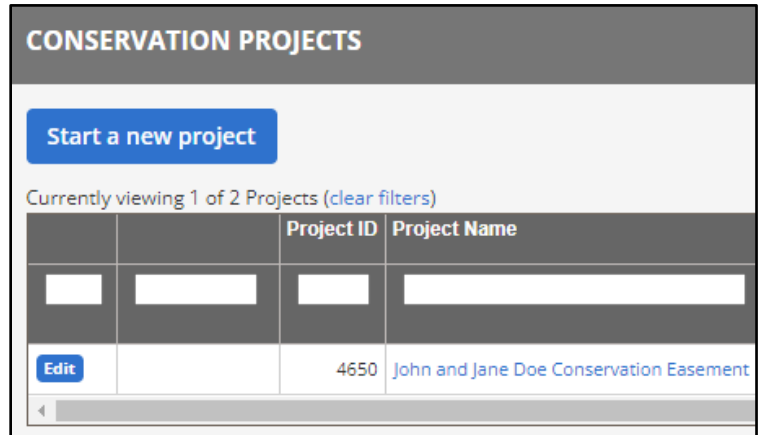 CONSERVATION PROJECTS
Start a new project
Currently viewing 1 of 2 Projects (clear filters)
Project ID Project Name
Edit 4650 John and Jane Doe Conservation Easement